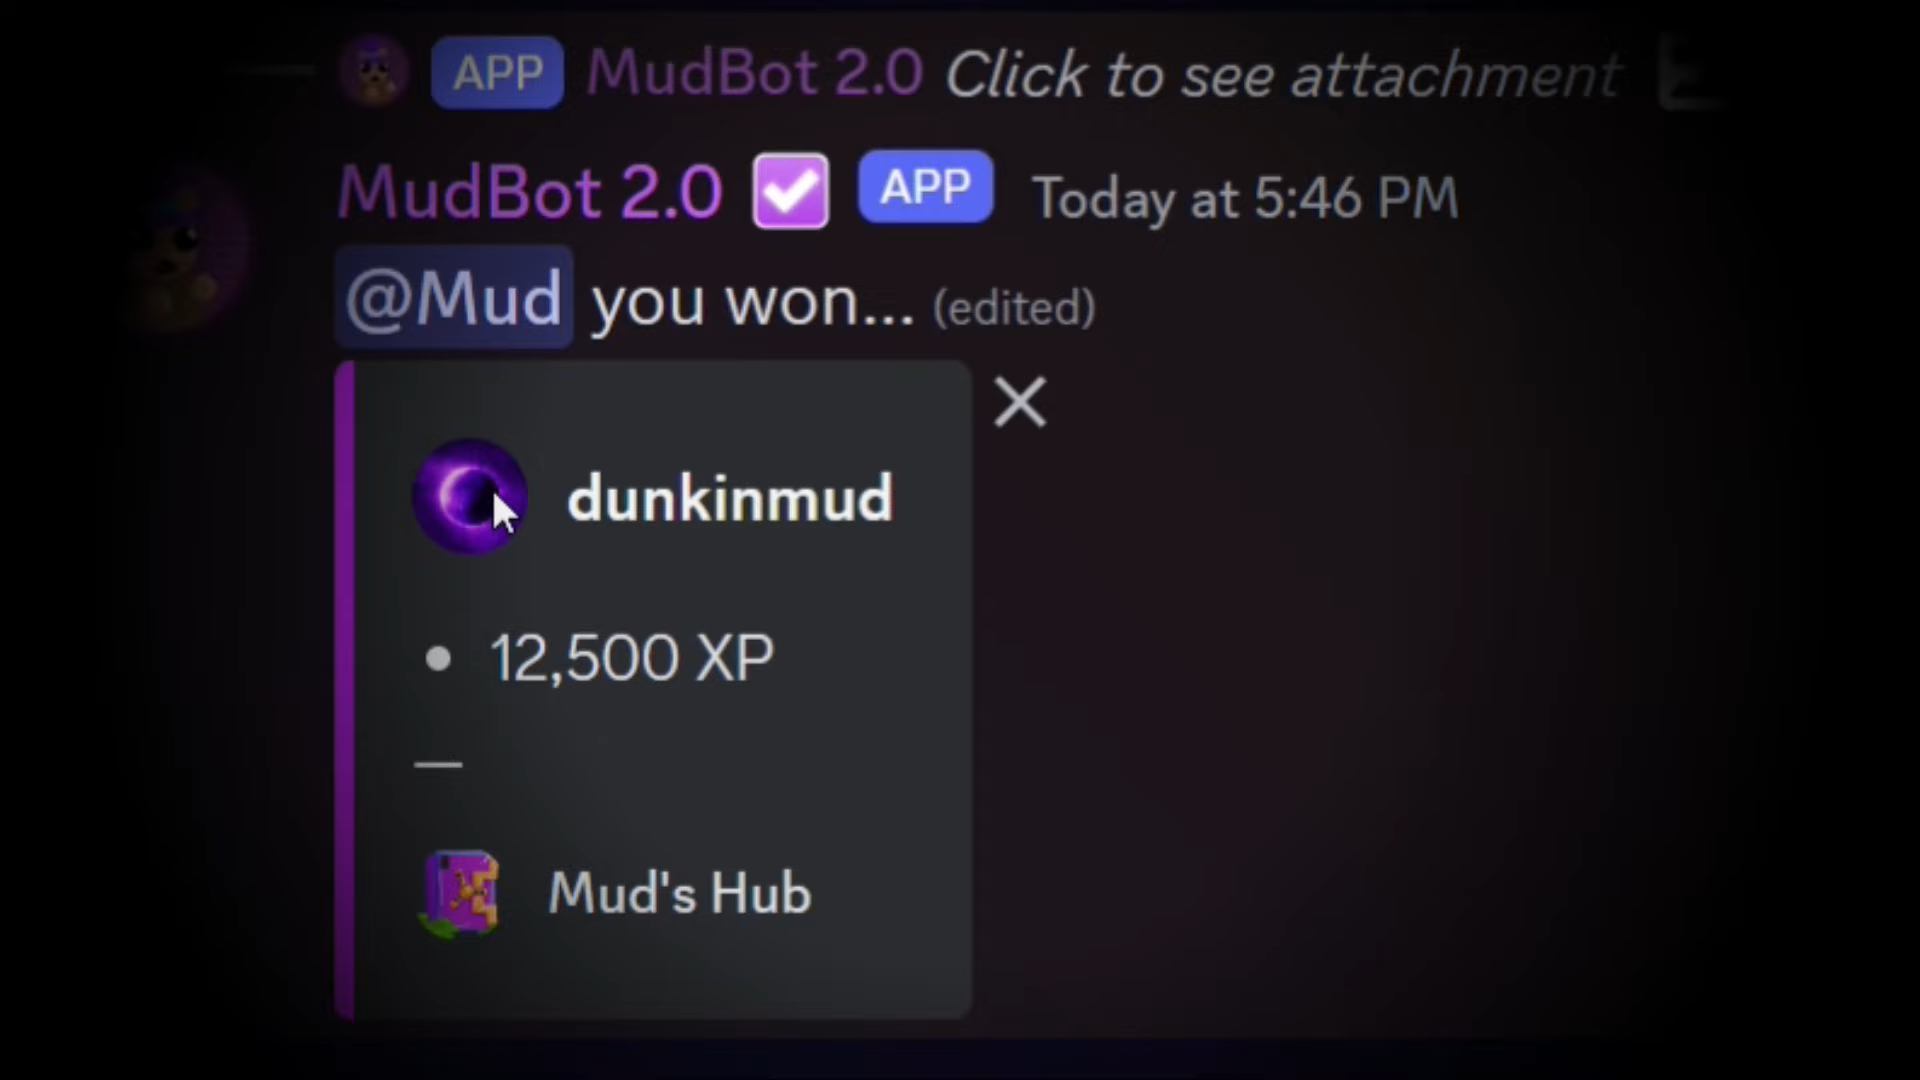 APP MudBot 2.0 Click to see attachment
MudBot 2.0 APP Today at 5:46 PM
@Mud you won... (edited)
dunkinmud
• 12,500 XP
—
Mud's Hub